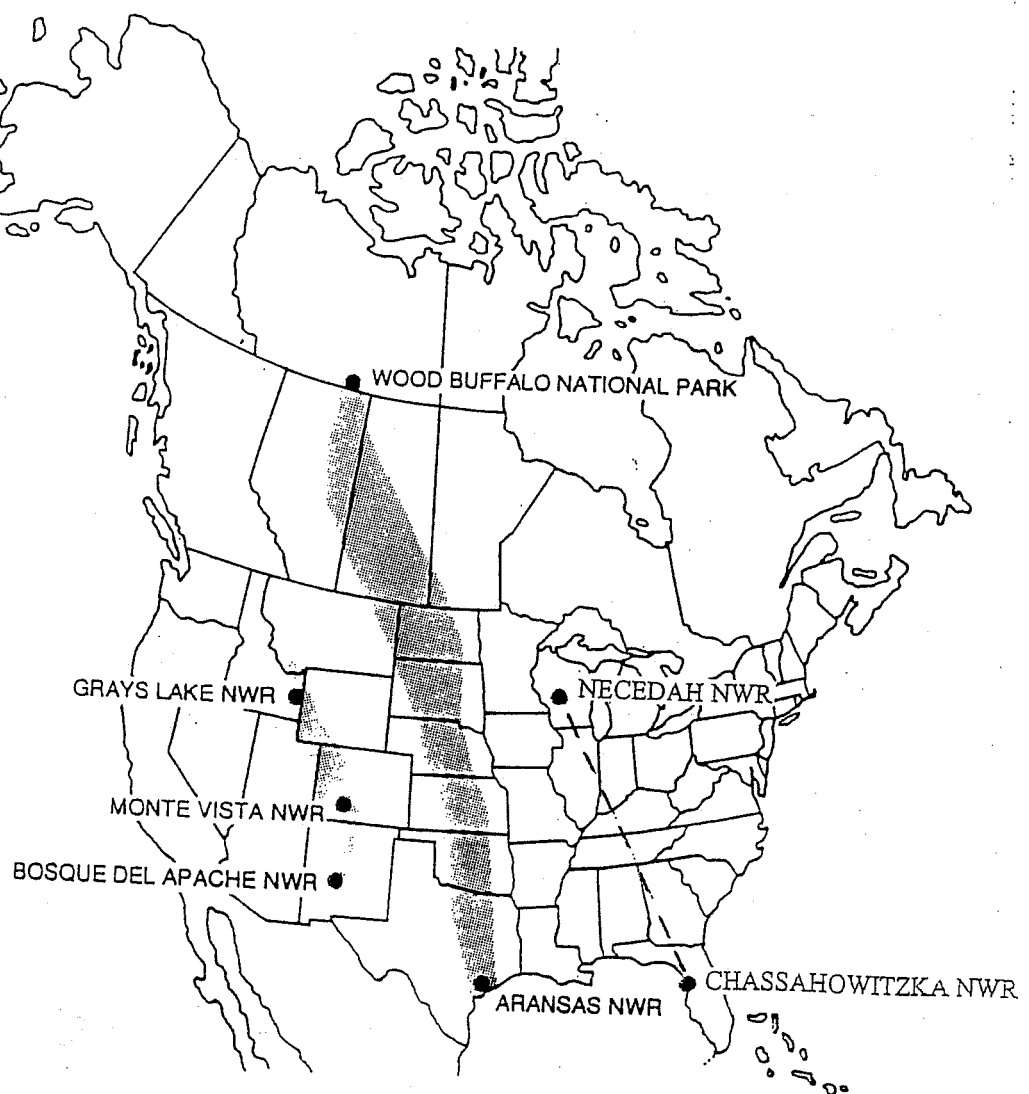 WOOD BUFFALO NATIONAL PARK
GRAYS LAKE NWR
NECEDAH NWR
MONTE VISTA NWR
BOSQUE DEL APACHE NWR
CHASSAHOWITZKA NWR
ARANSAS NWR